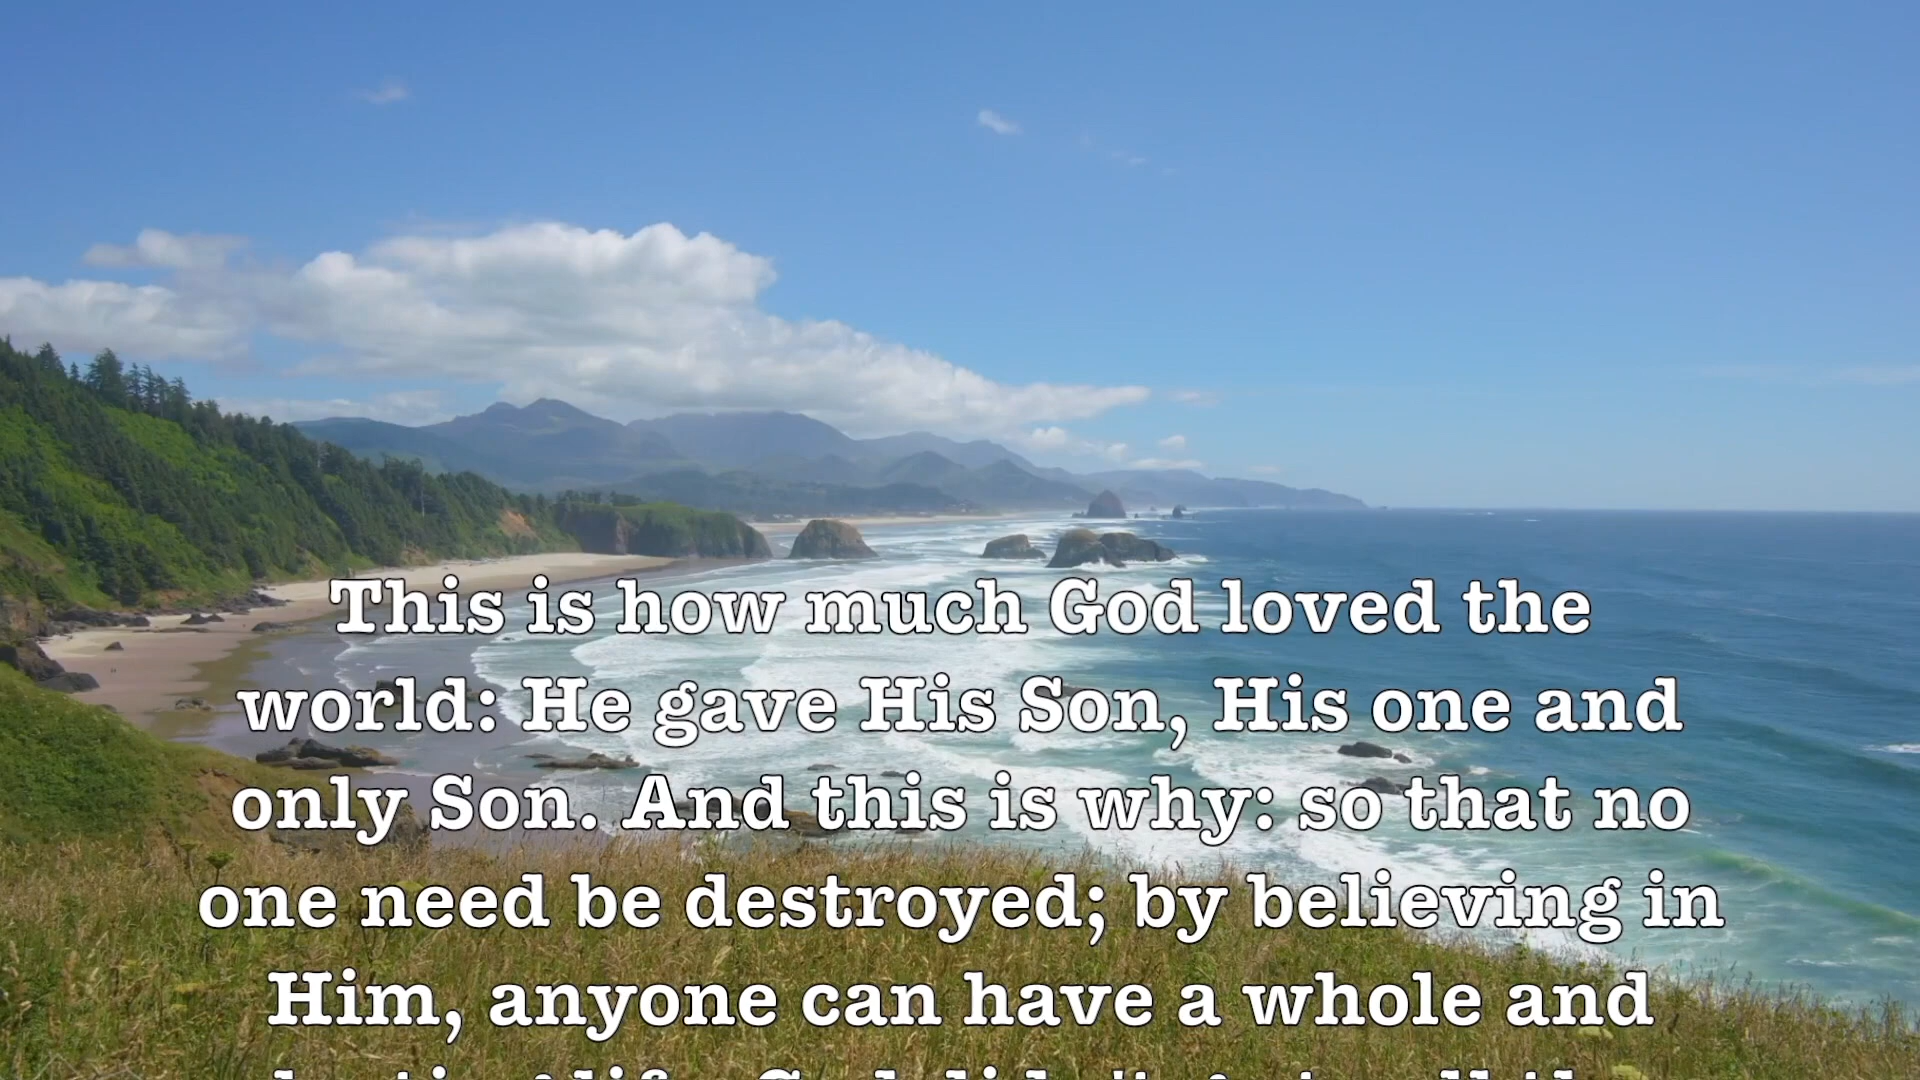 This is how much God loved the
world: He gave His Son, His one and
only Son. And this is why: so that no
one need be destroyed; by believing in
Him, anyone can have a whole and